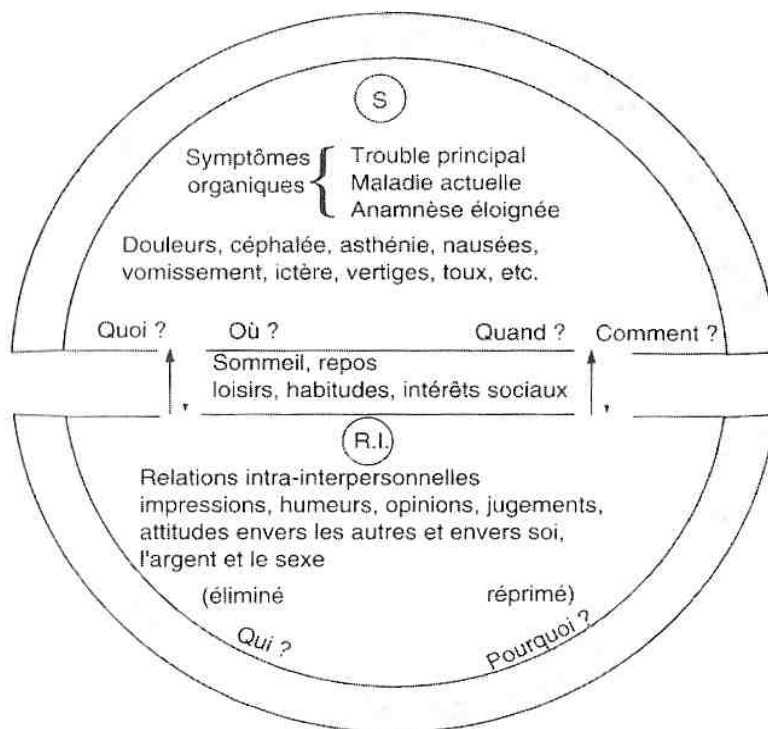 S
Symptômes organiques { Trouble principal
Maladie actuelle
Anamnèse éloignée
Douleurs, céphalée, asthénie, nausées,
vomissement, ictère, vertiges, toux, etc.
Quoi ? Où ? Quand ? Comment ?
Sommeil, repos
loisirs, habitudes, intérêts sociaux
R.I.
Relations intra-interpersonnelles
impressions, humeurs, opinions, jugements,
attitudes envers les autres et envers soi,
l'argent et le sexe
(éliminé réprimé)
Qui ? Pourquoi ?